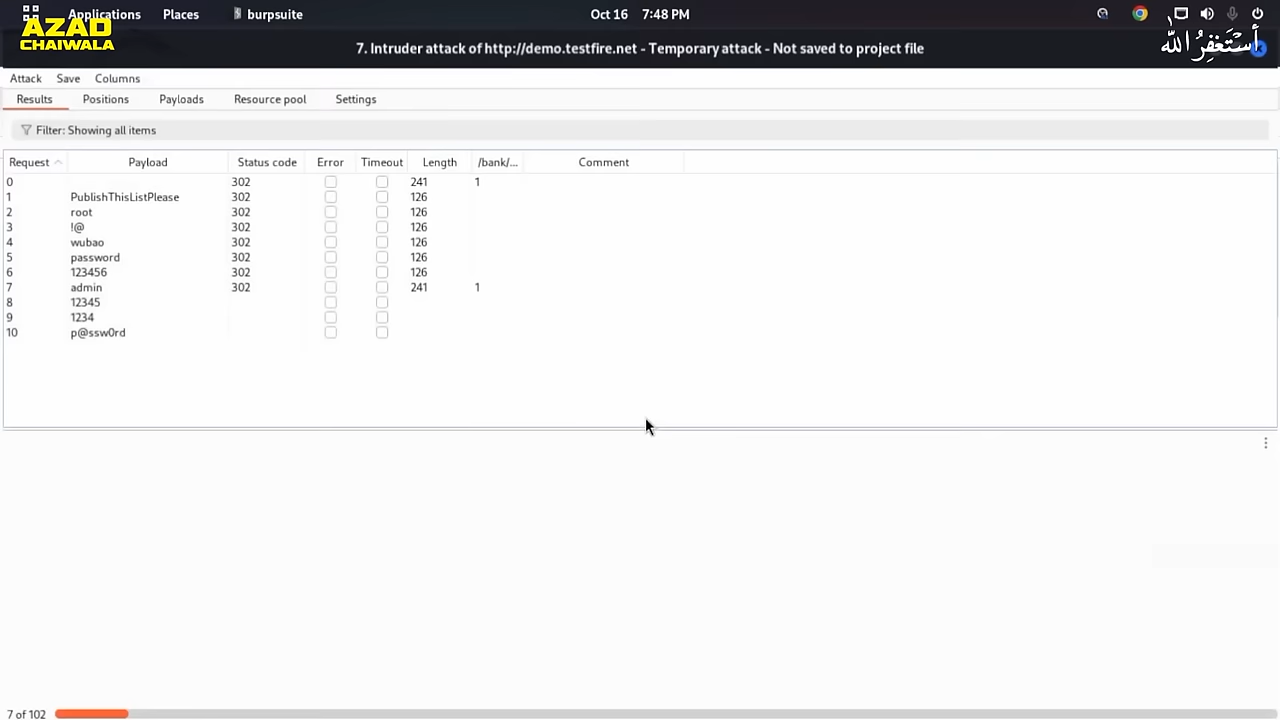 Applications Places burpsuite Oct 16 7:48 PM
AZAD
CHAIWALA
أستغفر الله
7. Intruder attack of http://demo.testfire.net - Temporary attack - Not saved to project file
Attack Save Columns
Results Positions Payloads Resource pool Settings
Filter: Showing all items
Request Payload Status code Error Timeout Length /bank/... Comment
0 302 241 1
1 PublishThisListPlease 302 126
2 root 302 126
3 !@ 302 126
4 wubao 302 126
5 password 302 126
6 123456 302 126
7 admin 302 241 1
8 12345
9 1234
10 p@ssw0rd
7 of 102